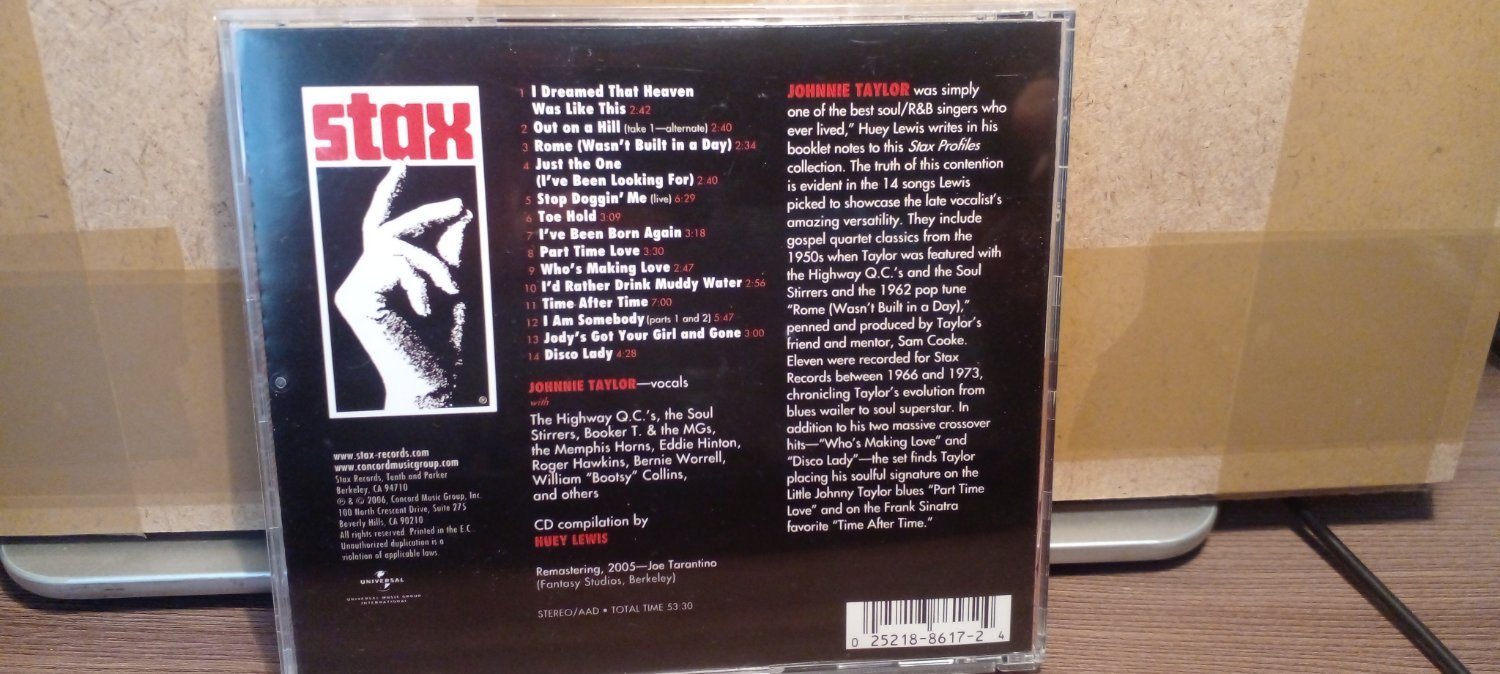 stax
®
www.stax-records.com
www.concordmusicgroup.com
Stax Records, Tenth and Parker
Berkeley, CA 94710
℗ & © 2006, Concord Music Group, Inc.
100 North Crescent Drive, Suite 275
Beverly Hills, CA 90210
All rights reserved. Printed in the E.C.
Unauthorized duplication is a
violation of applicable laws.
UNIVERSAL
UNIVERSAL MUSIC GROUP
INTERNATIONAL
1 I Dreamed That Heaven
Was Like This 2:42
2 Out on a Hill (take 1—alternate) 2:40
3 Rome (Wasn't Built in a Day) 2:34
4 Just the One
(I've Been Looking For) 2:40
5 Stop Doggin' Me (live) 6:29
6 Toe Hold 3:09
7 I've Been Born Again 3:18
8 Part Time Love 3:30
9 Who's Making Love 2:47
10 I'd Rather Drink Muddy Water 2:56
11 Time After Time 7:00
12 I Am Somebody (parts 1 and 2) 5:47
13 Jody's Got Your Girl and Gone 3:00
14 Disco Lady 4:28
JOHNNIE TAYLOR—vocals
with
The Highway Q.C.'s, the Soul
Stirrers, Booker T. & the MGs,
the Memphis Horns, Eddie Hinton,
Roger Hawkins, Bernie Worrell,
William "Bootsy" Collins,
and others
CD compilation by
HUEY LEWIS
Remastering, 2005—Joe Tarantino
(Fantasy Studios, Berkeley)
STEREO/AAD • TOTAL TIME 53:30
JOHNNIE TAYLOR was simply
one of the best soul/R&B singers who
ever lived," Huey Lewis writes in his
booklet notes to this Stax Profiles
collection. The truth of this contention
is evident in the 14 songs Lewis
picked to showcase the late vocalist's
amazing versatility. They include
gospel quartet classics from the
1950s when Taylor was featured with
the Highway Q.C.'s and the Soul
Stirrers and the 1962 pop tune
"Rome (Wasn't Built in a Day),"
penned and produced by Taylor's
friend and mentor, Sam Cooke.
Eleven were recorded for Stax
Records between 1966 and 1973,
chronicling Taylor's evolution from
blues wailer to soul superstar. In
addition to his two massive crossover
hits—"Who's Making Love" and
"Disco Lady"—the set finds Taylor
placing his soulful signature on the
Little Johnny Taylor blues "Part Time
Love" and on the Frank Sinatra
favorite "Time After Time."
0 25218-8617-2 4